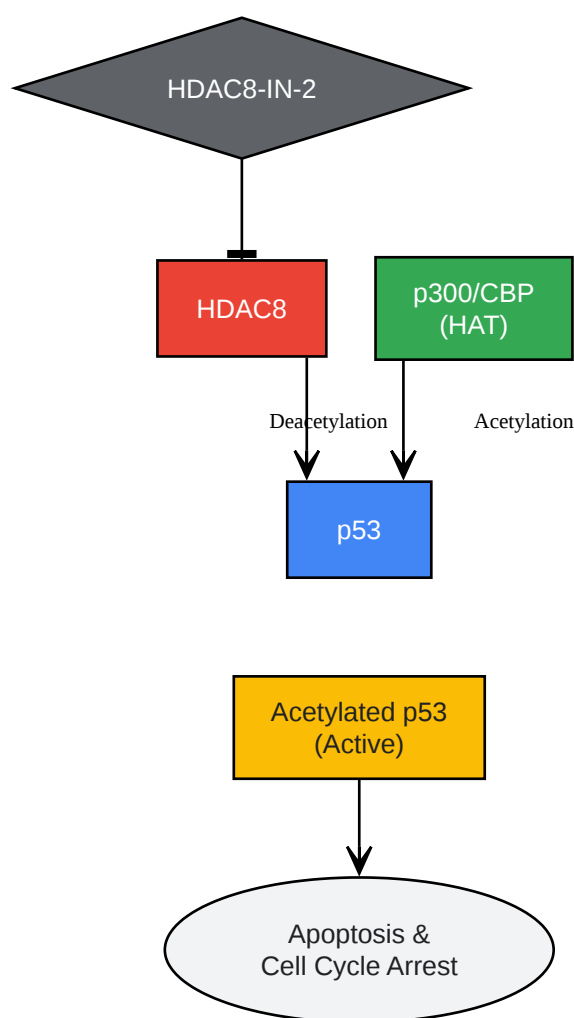 HDAC8-IN-2
HDAC8
p300/CBP
(HAT)
Deacetylation
Acetylation
p53
Acetylated p53
(Active)
Apoptosis &
Cell Cycle Arrest